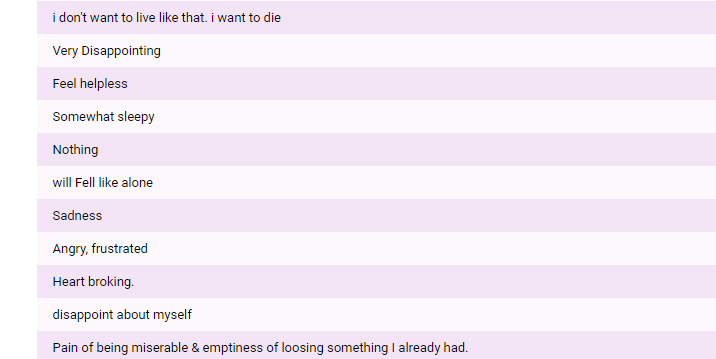 i don't want to live like that. i want to die
Very Disappointing
Feel helpless
Somewhat sleepy
Nothing
will Fell like alone
Sadness
Angry, frustrated
Heart broking.
disappoint about myself
Pain of being miserable & emptiness of loosing something I already had.